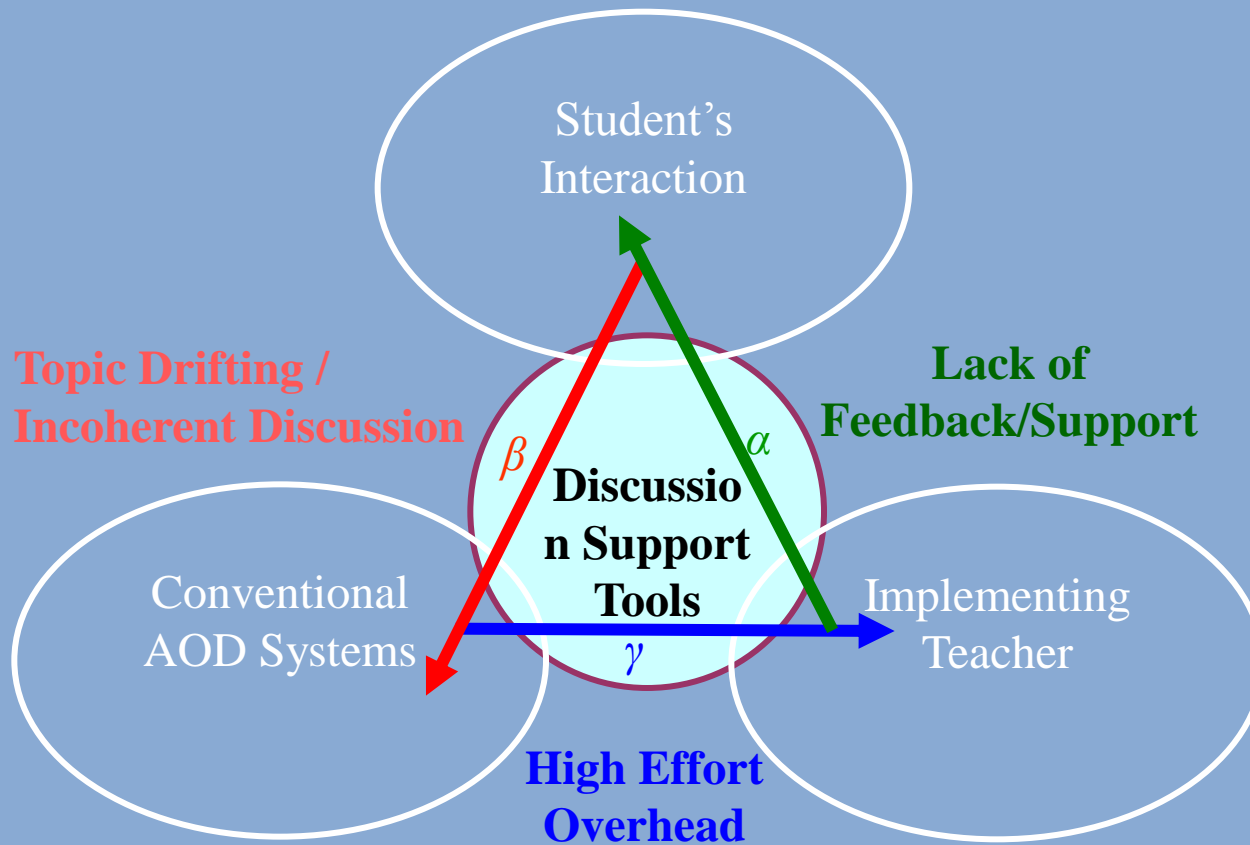 Student’s
Interaction
Topic Drifting /
Incoherent Discussion
Lack of
Feedback/Support
β
α
Discussio
n Support
Tools
Conventional
AOD Systems
Implementing
Teacher
γ
High Effort
Overhead